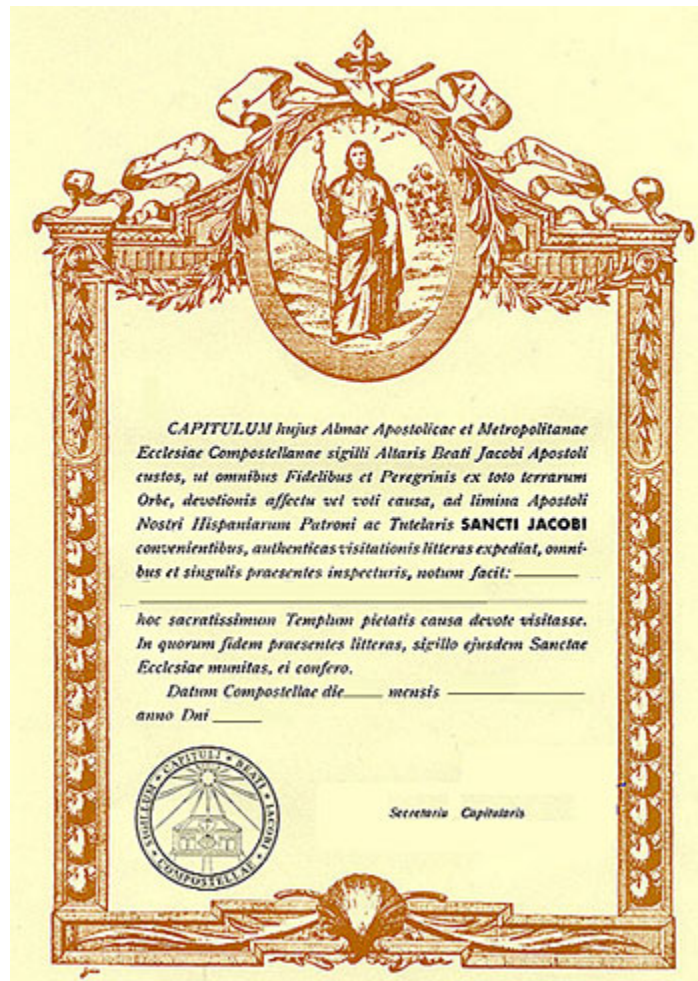 CAPITULUM hujus Almae Apostolicae et Metropolitanae
Ecclesiae Compostellanae sigilli Altaris Beati Jacobi Apostoli
custos, ut omnibus Fidelibus et Peregrinis ex toto terrarum
Orbe, devotionis affectu vel voti causa, ad limina Apostoli
Nostri Hispaniarum Patroni ac Tutelaris SANCTI JACOBI
convenientibus, authenticas visitationis litteras expediat, omni-
bus et singulis praesentes inspecturis, notum facit:
hoc sacratissimum Templum pietatis causa devote visitasse.
In quorum fidem praesentes litteras, sigillo ejusdem Sanctae
Ecclesiae munitas, ei confero.
Datum Compostellae die mensis
anno Dni
SIGILLUM CAPITULI BEATI JACOBI COMPOSTELLAE
Secretario Capitularis